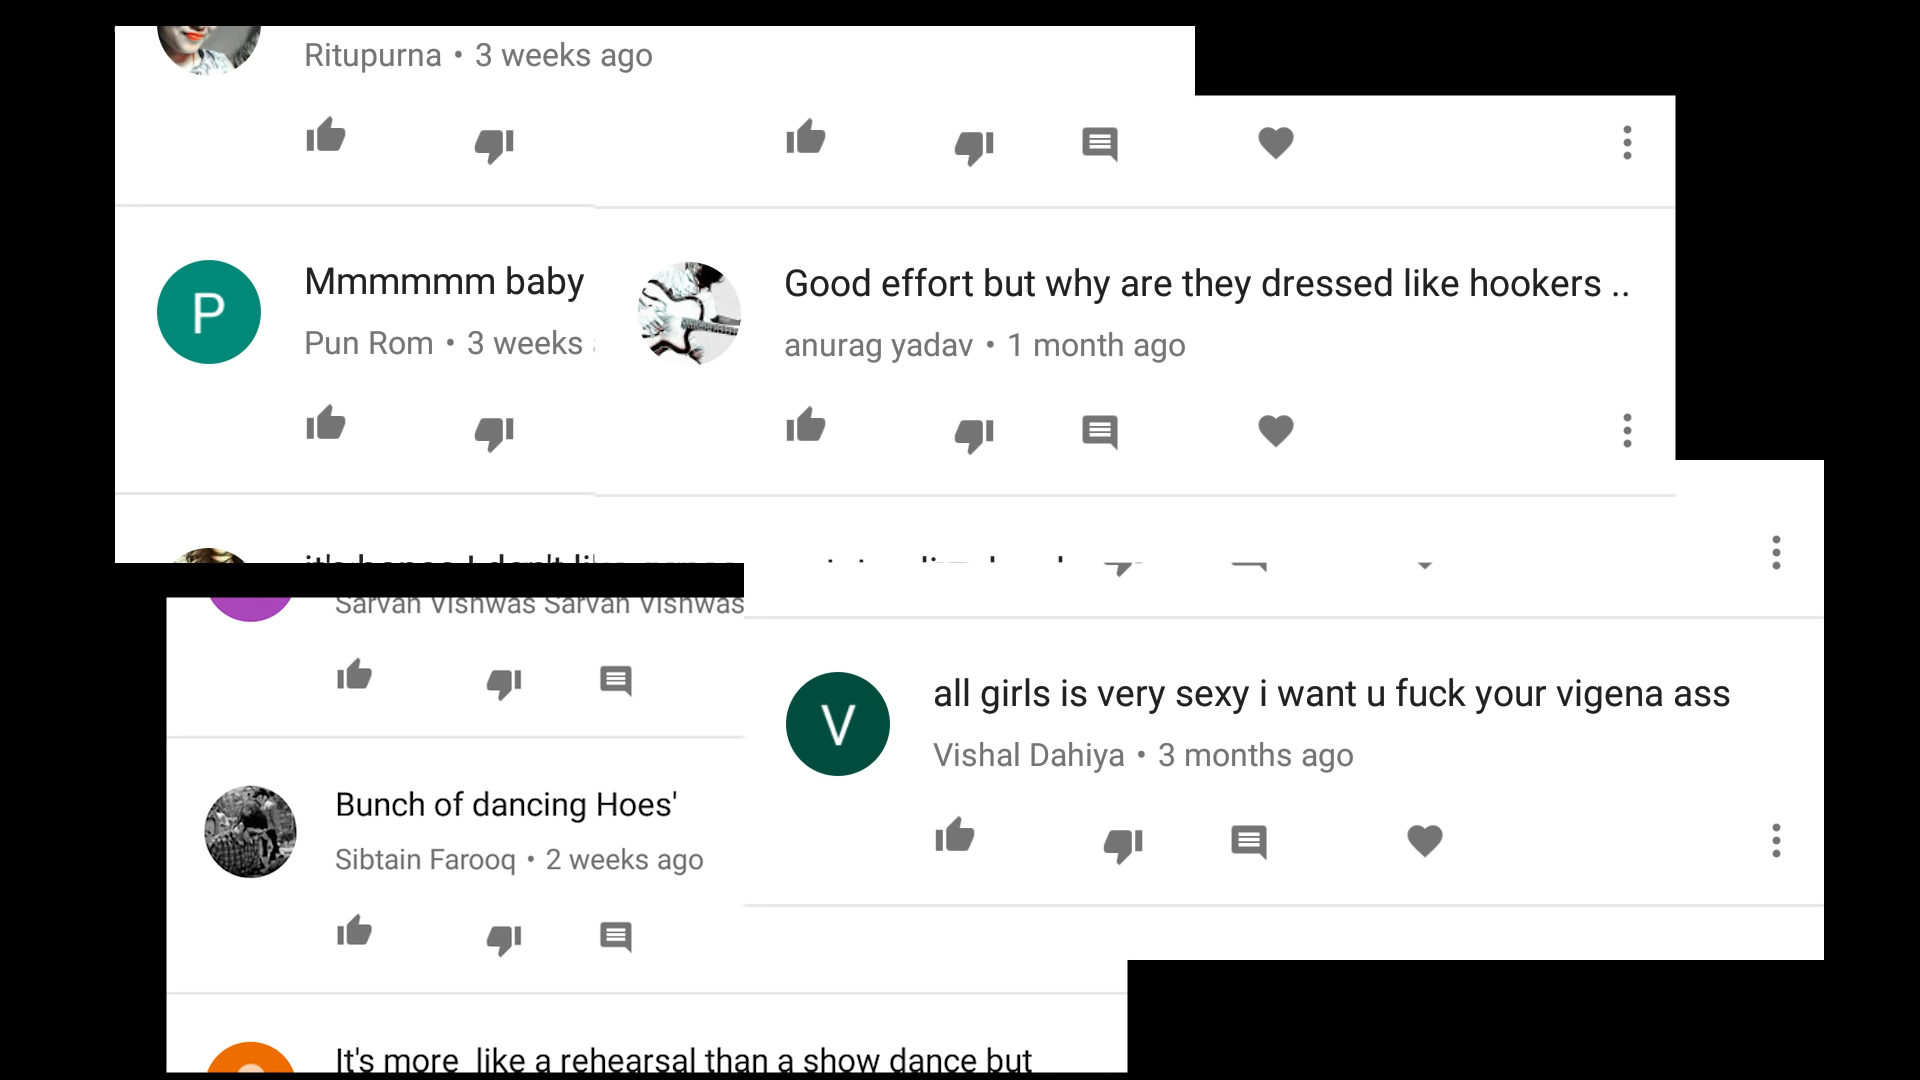 Ritupurna • 3 weeks ago
P
Mmmmmm baby
Pun Rom • 3 weeks
Good effort but why are they dressed like hookers ..
anurag yadav • 1 month ago
I don't
Sarvan Vishwas Sarvan Vishwas
V
all girls is very sexy i want u fuck your vigena ass
Vishal Dahiya • 3 months ago
Bunch of dancing Hoes'
Sibtain Farooq • 2 weeks ago
It's more like a rehearsal than a show dance but